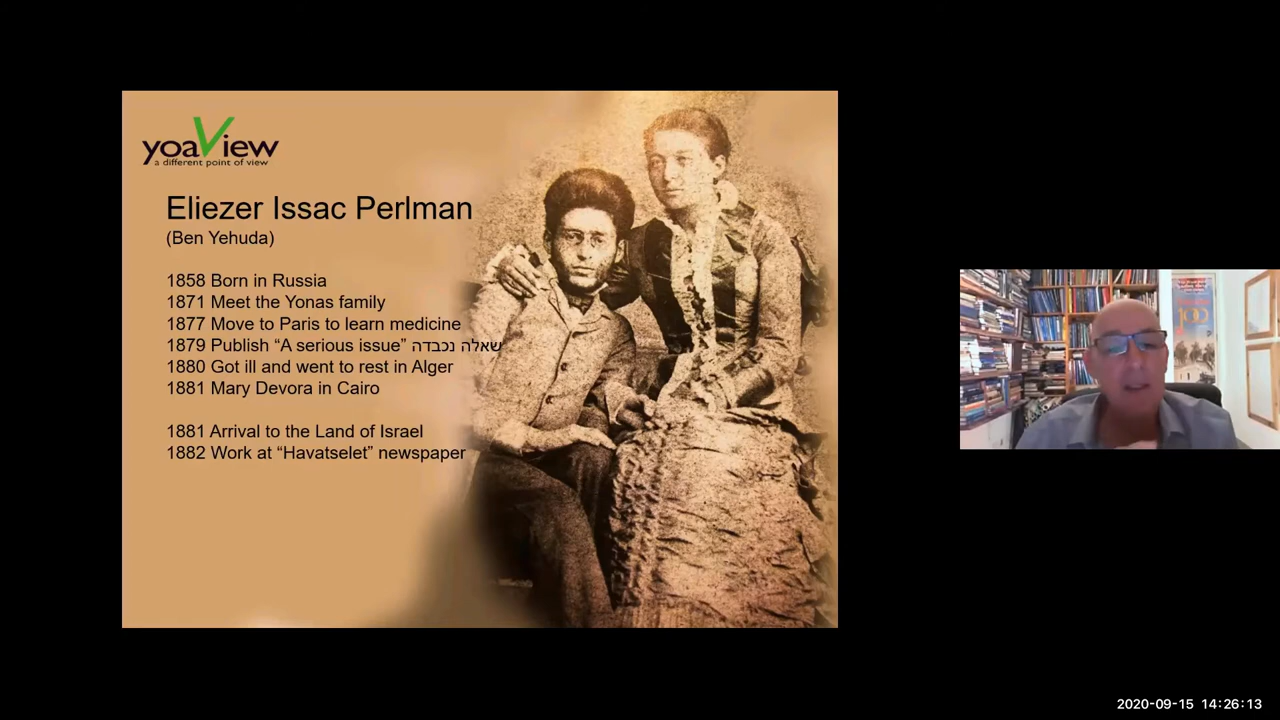 yoaView
a different point of view
Eliezer Issac Perlman
(Ben Yehuda)
1858 Born in Russia
1871 Meet the Yonas family
1877 Move to Paris to learn medicine
1879 Publish “A serious issue” שאלה נכבדה
1880 Got ill and went to rest in Alger
1881 Mary Devora in Cairo
1881 Arrival to the Land of Israel
1882 Work at “Havatselet” newspaper
2020-09-15 14:26:13